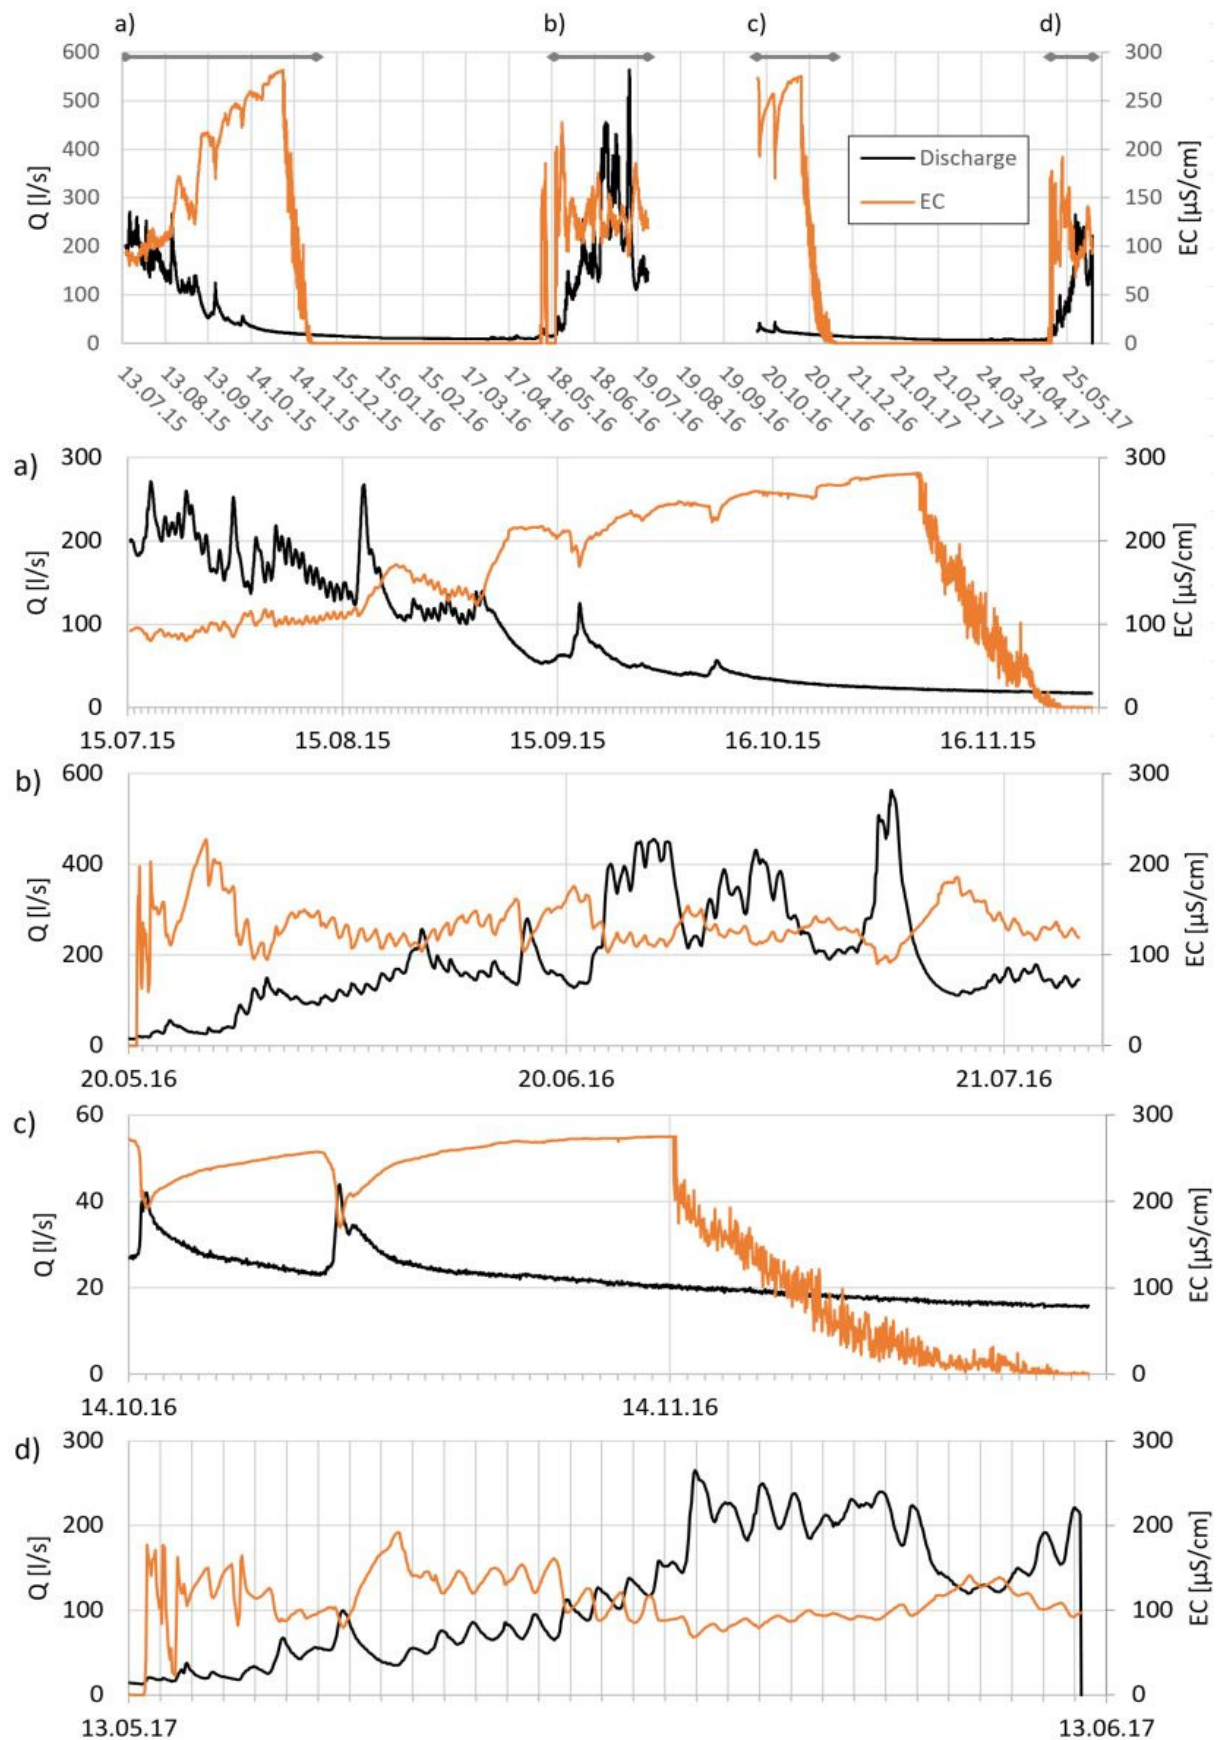 a) b) c) d)
600 300
500 250
400 200
300 150
200 100
100 50
0 0
Q [l/s]
EC [µS/cm]
Discharge
EC
13.07.15 13.08.15 13.09.15 14.10.15 14.11.15 15.12.15 15.01.16 15.02.16 17.03.16 17.04.16 18.05.16 18.06.16 19.07.16 19.08.16 19.09.16 20.10.16 20.11.16 21.12.16 21.01.17 21.02.17 24.03.17 24.04.17 25.05.17
a)
300 300
200 200
100 100
0 0
Q [l/s]
EC [µS/cm]
15.07.15 15.08.15 15.09.15 16.10.15 16.11.15
b)
600 300
400 200
200 100
0 0
Q [l/s]
EC [µS/cm]
20.05.16 20.06.16 21.07.16
c)
60 300
40 200
20 100
0 0
Q [l/s]
EC [µS/cm]
14.10.16 14.11.16
d)
300 300
200 200
100 100
0 0
Q [l/s]
EC [µS/cm]
13.05.17 13.06.17